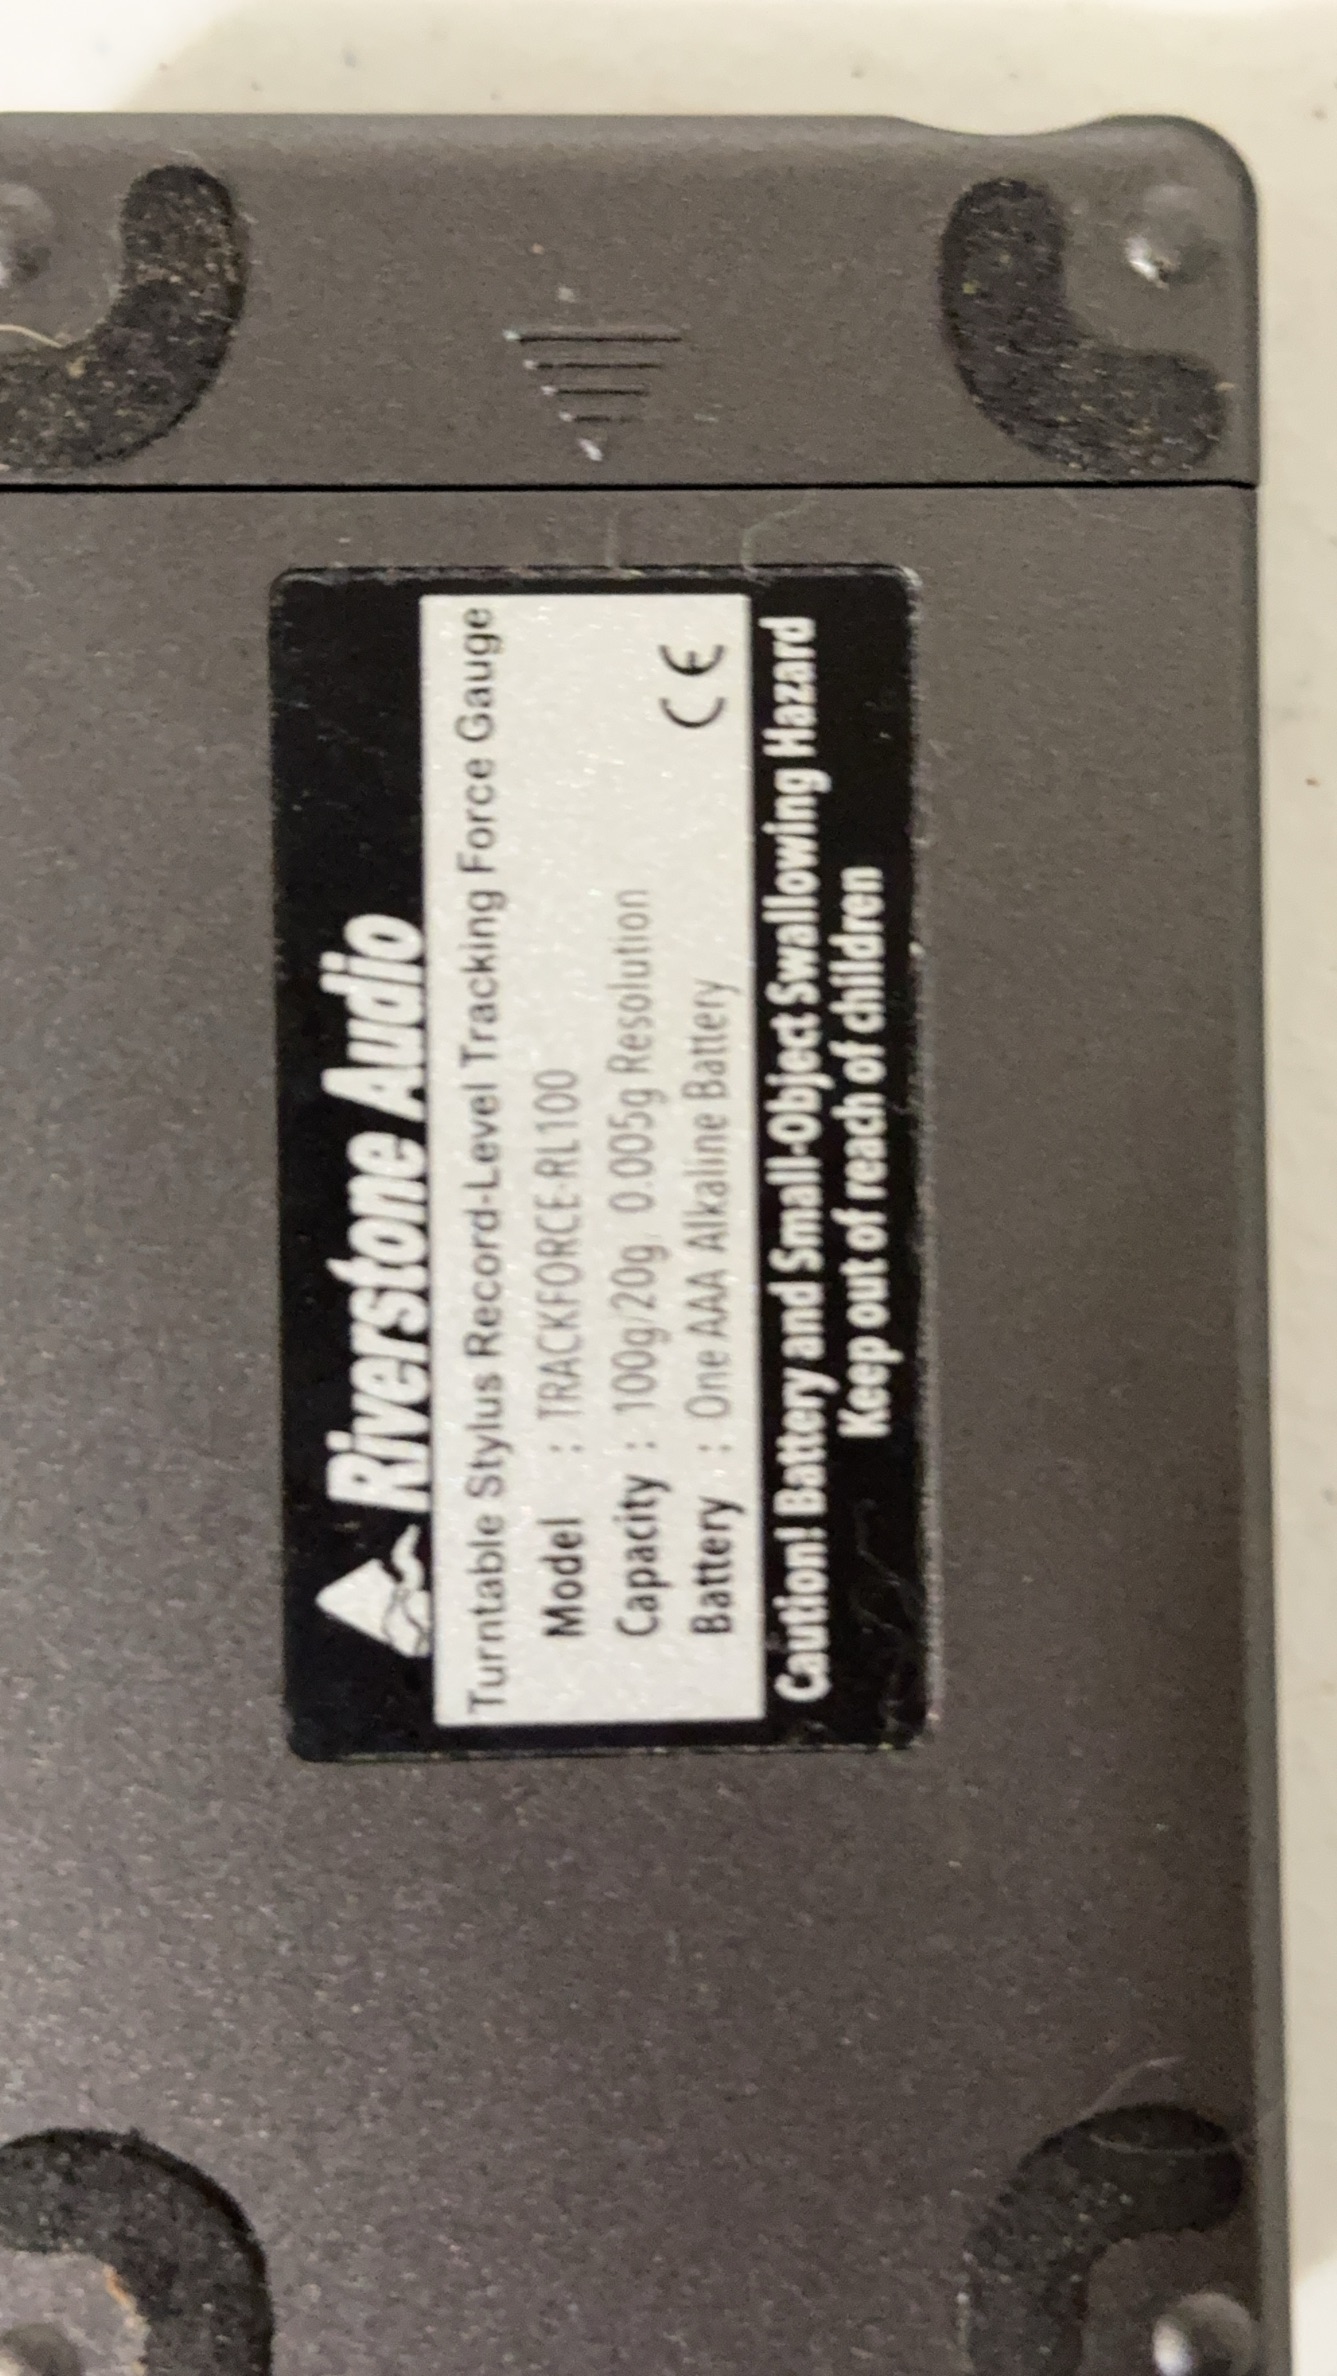 Riverstone Audio
Turntable Stylus Record-Level Tracking Force Gauge
Model : TRACKFORCE-RL100
Capacity : 100g/20g, 0.005g Resolution
Battery : One AAA Alkaline Battery
CE
Caution! Battery and Small-Object Swallowing Hazard
Keep out of reach of children